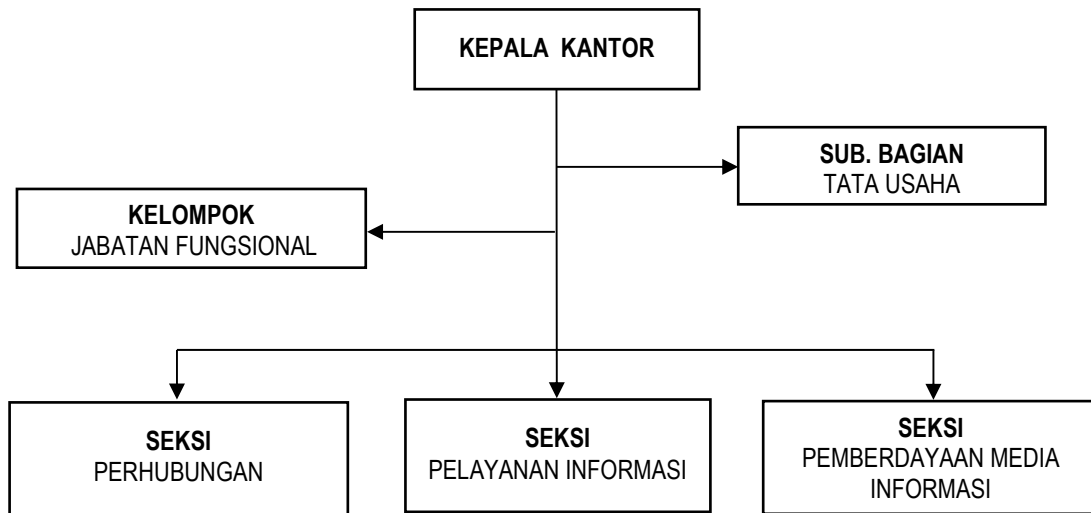 KEPALA KANTOR
SUB. BAGIAN
TATA USAHA
KELOMPOK
JABATAN FUNGSIONAL
SEKSI
PERHUBUNGAN
SEKSI
PELAYANAN INFORMASI
SEKSI
PEMBERDAYAAN MEDIA
INFORMASI